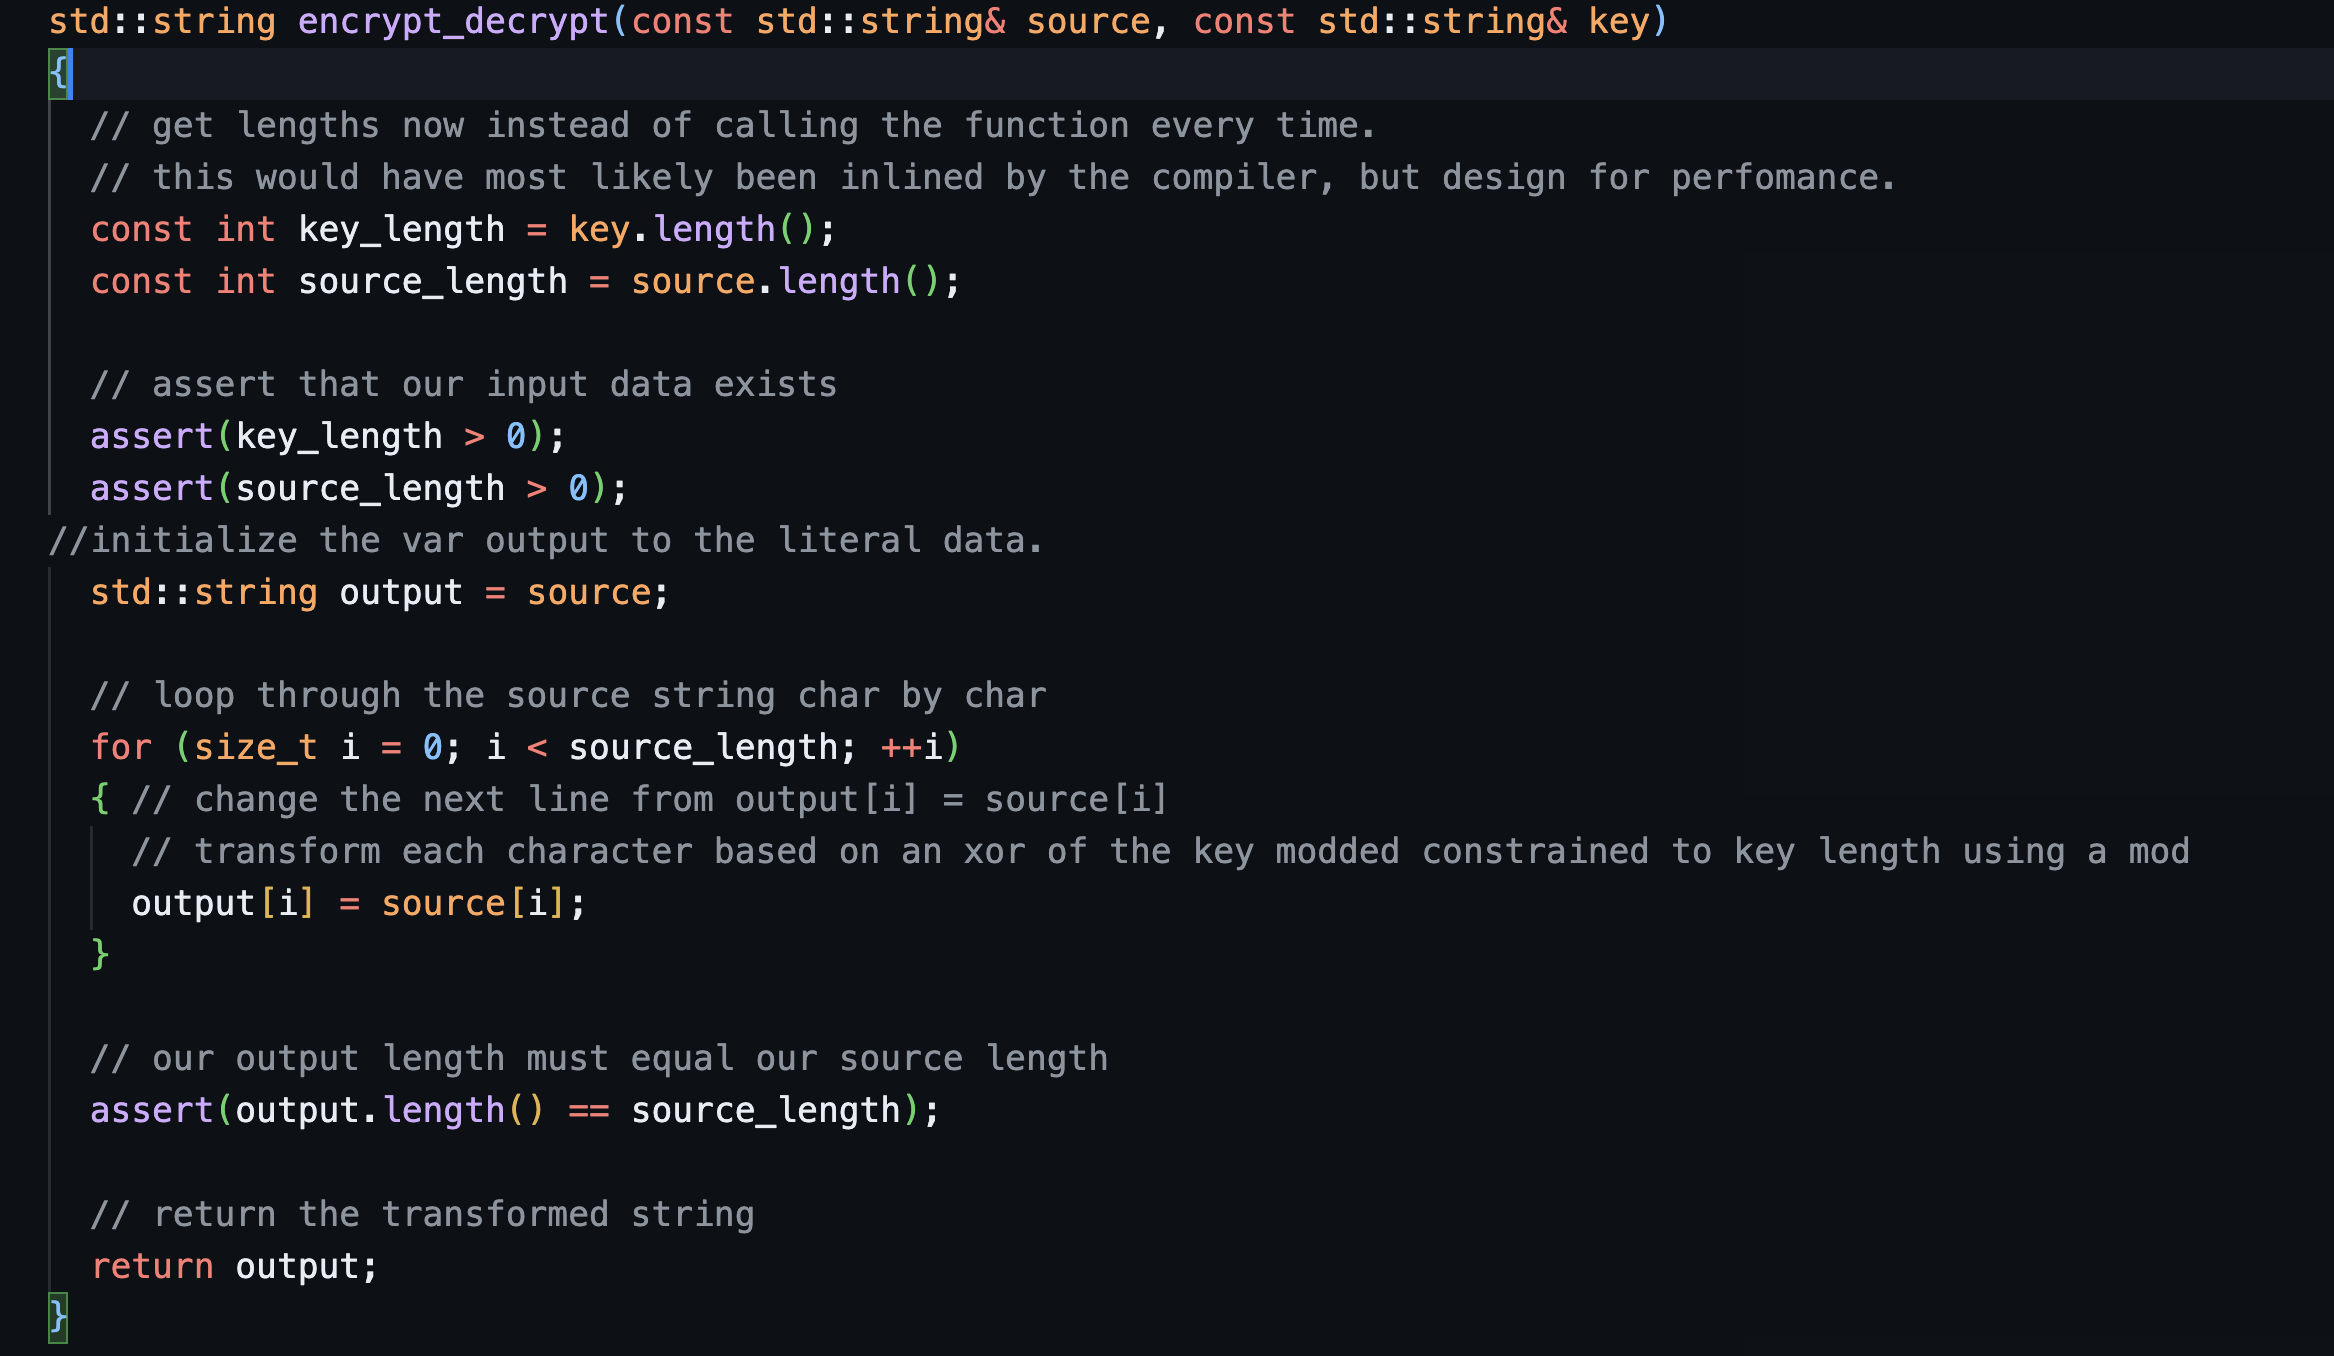 std::string encrypt_decrypt(const std::string& source, const std::string& key)
{
  // get lengths now instead of calling the function every time.
  // this would have most likely been inlined by the compiler, but design for perfomance.
  const int key_length = key.length();
  const int source_length = source.length();

  // assert that our input data exists
  assert(key_length > 0);
  assert(source_length > 0);
//initialize the var output to the literal data.
  std::string output = source;

  // loop through the source string char by char
  for (size_t i = 0; i < source_length; ++i)
  { // change the next line from output[i] = source[i]
    // transform each character based on an xor of the key modded constrained to key length using a mod
    output[i] = source[i];
  }

  // our output length must equal our source length
  assert(output.length() == source_length);

  // return the transformed string
  return output;
}